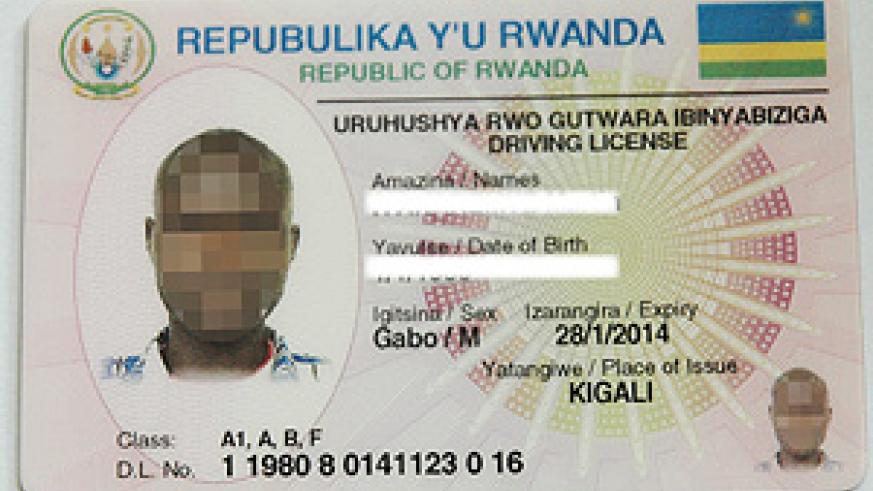 REPUBULIKA Y'U RWANDA
REPUBLIC OF RWANDA
URUHUSHYA RWO GUTWARA IBINYABIZIGA
DRIVING LICENSE
Amazina / Names
Yavutse / Date of Birth
Igitsina / Sex Izarangira / Expiry
Gabo / M 28/1/2014
Yatangiwe / Place of Issue
KIGALI
Class: A1, A, B, F
D.L. No. 1 1980 8 0141123 0 16